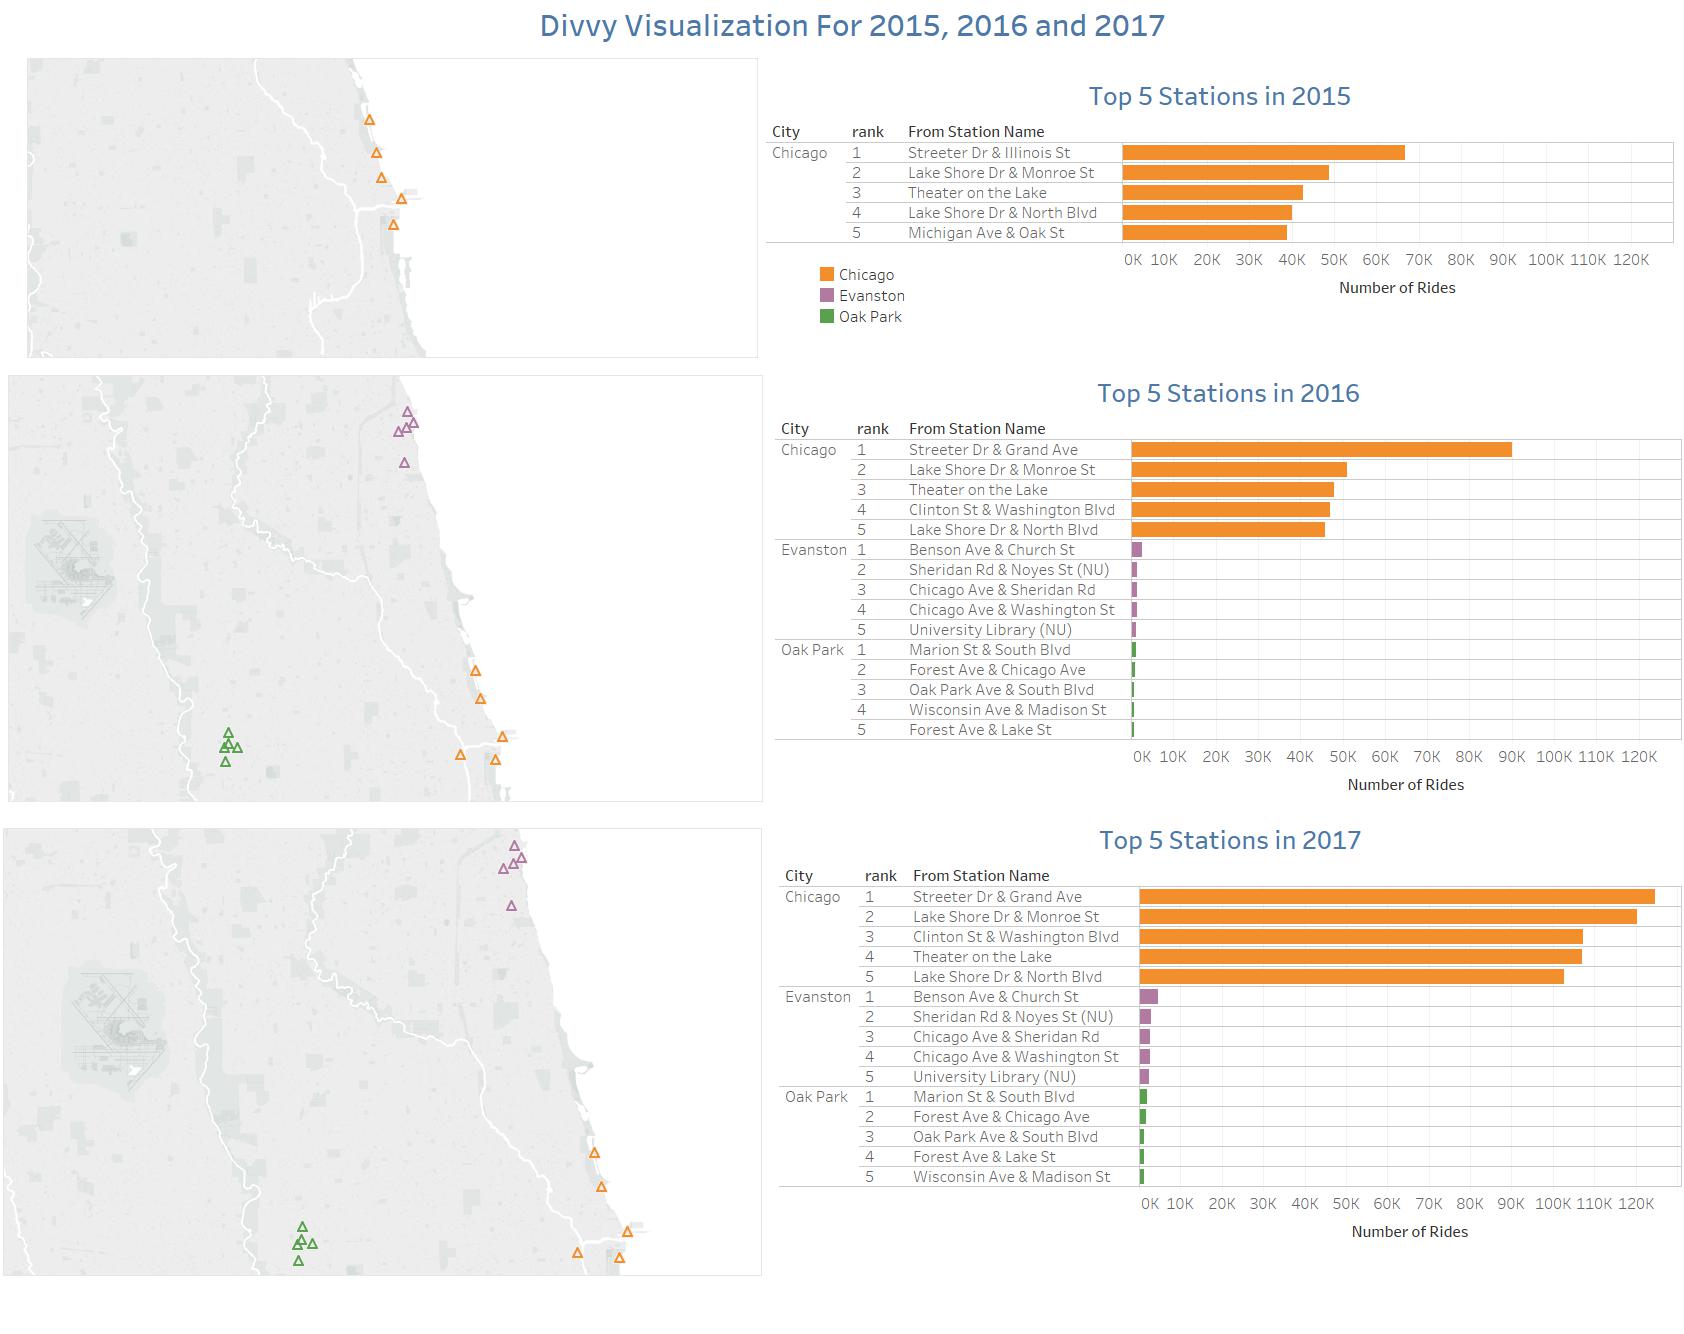 Divvy Visualization For 2015, 2016 and 2017
Top 5 Stations in 2015
City rank From Station Name
Chicago 1 Streeter Dr & Illinois St
2 Lake Shore Dr & Monroe St
3 Theater on the Lake
4 Lake Shore Dr & North Blvd
5 Michigan Ave & Oak St
0K 10K 20K 30K 40K 50K 60K 70K 80K 90K 100K 110K 120K
Number of Rides
Chicago
Evanston
Oak Park
Top 5 Stations in 2016
City rank From Station Name
Chicago 1 Streeter Dr & Grand Ave
2 Lake Shore Dr & Monroe St
3 Theater on the Lake
4 Clinton St & Washington Blvd
5 Lake Shore Dr & North Blvd
Evanston 1 Benson Ave & Church St
2 Sheridan Rd & Noyes St (NU)
3 Chicago Ave & Sheridan Rd
4 Chicago Ave & Washington St
5 University Library (NU)
Oak Park 1 Marion St & South Blvd
2 Forest Ave & Chicago Ave
3 Oak Park Ave & South Blvd
4 Wisconsin Ave & Madison St
5 Forest Ave & Lake St
0K 10K 20K 30K 40K 50K 60K 70K 80K 90K 100K 110K 120K
Number of Rides
Top 5 Stations in 2017
City rank From Station Name
Chicago 1 Streeter Dr & Grand Ave
2 Lake Shore Dr & Monroe St
3 Clinton St & Washington Blvd
4 Theater on the Lake
5 Lake Shore Dr & North Blvd
Evanston 1 Benson Ave & Church St
2 Sheridan Rd & Noyes St (NU)
3 Chicago Ave & Sheridan Rd
4 Chicago Ave & Washington St
5 University Library (NU)
Oak Park 1 Marion St & South Blvd
2 Forest Ave & Chicago Ave
3 Oak Park Ave & South Blvd
4 Forest Ave & Lake St
5 Wisconsin Ave & Madison St
0K 10K 20K 30K 40K 50K 60K 70K 80K 90K 100K 110K 120K
Number of Rides